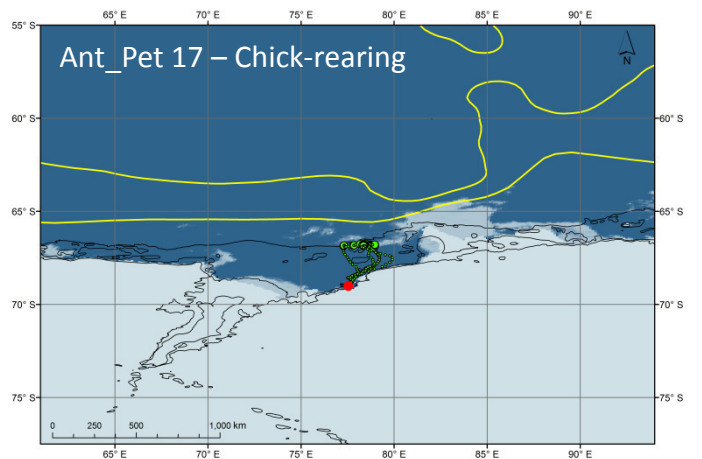 65° E 70° E 75° E 80° E 85° E 90° E
55° S
Ant_Pet 17 – Chick-rearing
N
60° S 60° S
65° S 65° S
70° S 70° S
75° S 75° S
0 250 500 1,000 km
65° E 70° E 75° E 80° E 85° E 90° E